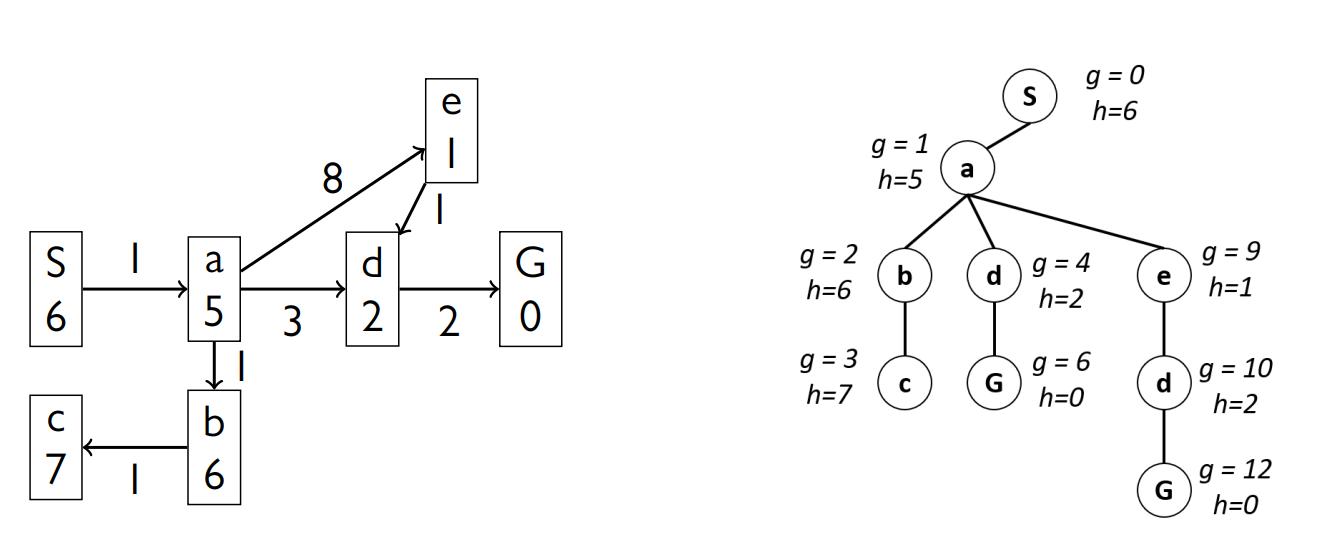 e
1
8
1
S
6
1
a
5
3
d
2
2
G
0
1
c
7
1
b
6
S
g = 0
h=6
g = 1
h=5
a
g = 2
h=6
b
d
g = 4
h=2
e
g = 9
h=1
g = 3
h=7
c
G
g = 6
h=0
d
g = 10
h=2
G
g = 12
h=0